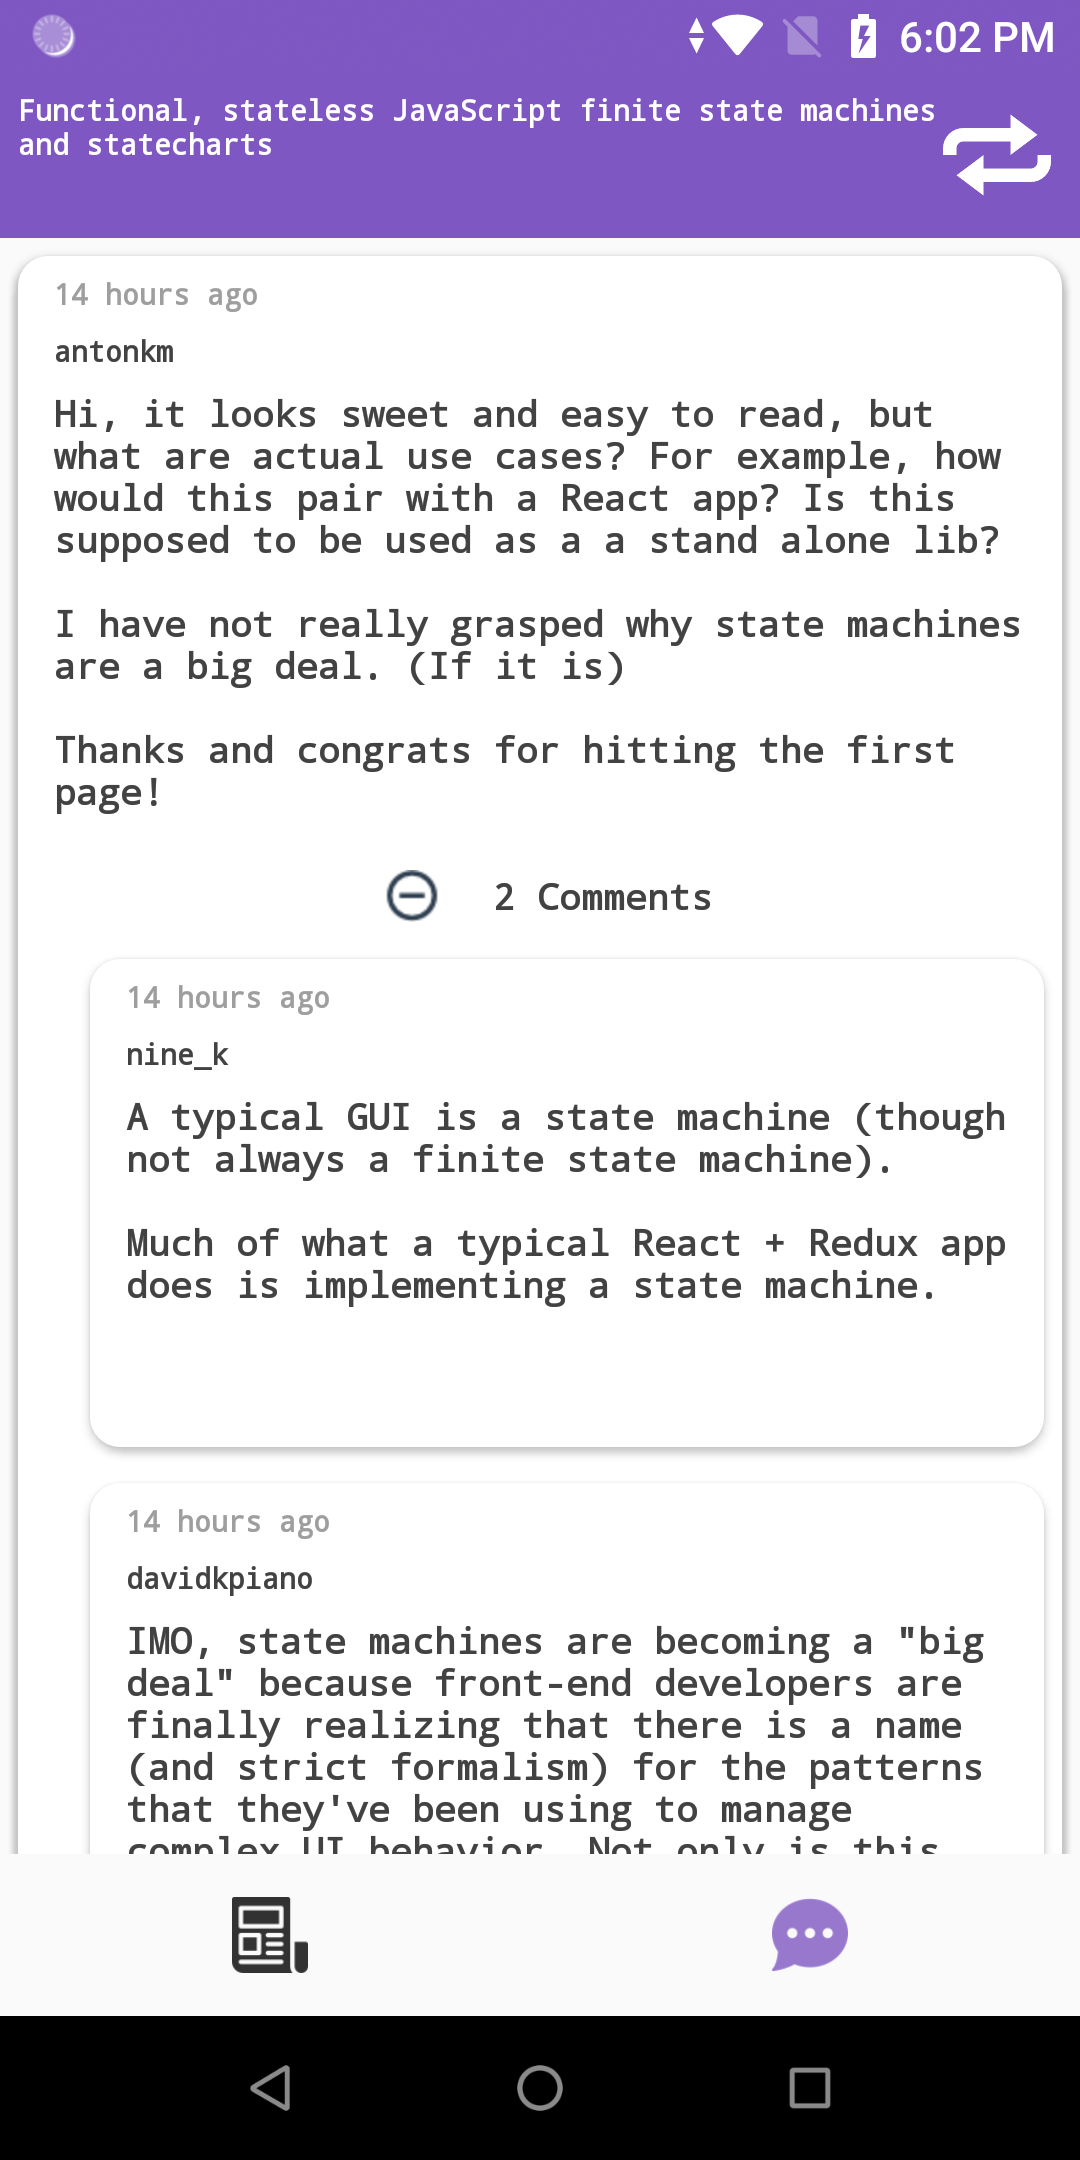 6:02 PM
Functional, stateless JavaScript finite state machines
and statecharts
14 hours ago
antonkm
Hi, it looks sweet and easy to read, but
what are actual use cases? For example, how
would this pair with a React app? Is this
supposed to be used as a a stand alone lib?
I have not really grasped why state machines
are a big deal. (If it is)
Thanks and congrats for hitting the first
page!
2 Comments
14 hours ago
nine_k
A typical GUI is a state machine (though
not always a finite state machine).
Much of what a typical React + Redux app
does is implementing a state machine.
14 hours ago
davidkpiano
IMO, state machines are becoming a "big
deal" because front-end developers are
finally realizing that there is a name
(and strict formalism) for the patterns
that they've been using to manage
complex UI behavior. Not only is this